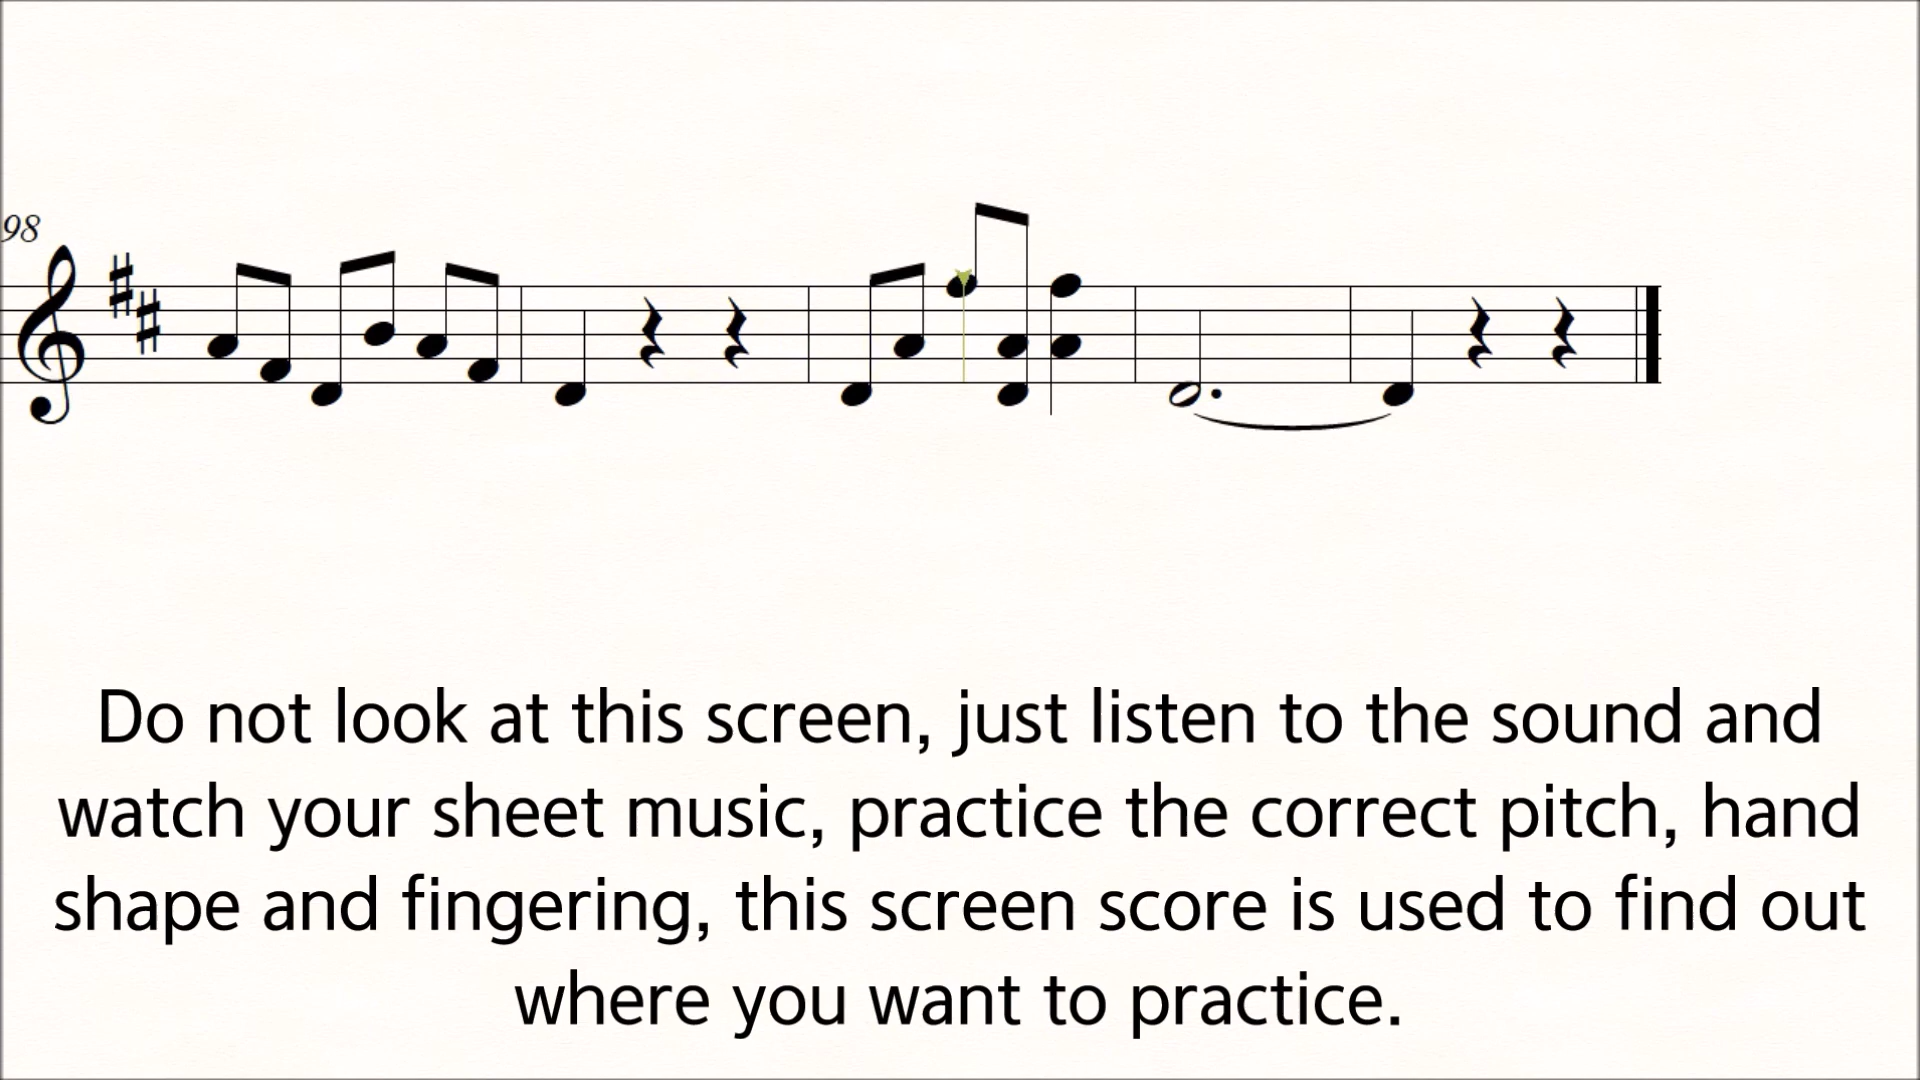 98
Do not look at this screen, just listen to the sound and
watch your sheet music, practice the correct pitch, hand
shape and fingering, this screen score is used to find out
where you want to practice.